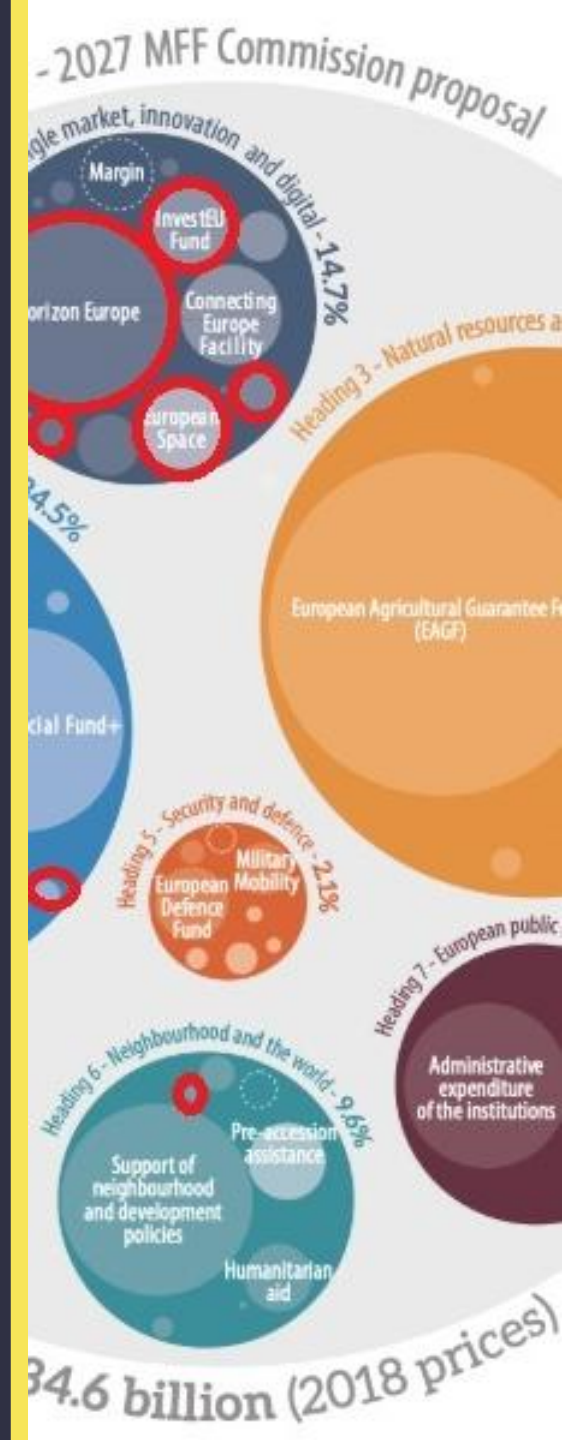 - 2027 MFF Commission proposal
gle market, innovation and digital - 14.7%
Margin
InvestEU
Fund
orizon Europe
Connecting
Europe
Facility
European
Space
Heading 3 - Natural resources a
34.5%
European Agricultural Guarantee F
(EAGF)
cial Fund+
Heading 5 - Security and defence - 2.1%
Military
Mobility
European
Defence
Fund
Heading 7 - European public
Administrative
expenditure
of the institutions
Heading 6 - Neighbourhood and the world - 9.6%
Pre-accession
assistance
Support of
neighbourhood
and development
policies
Humanitarian
aid
34.6 billion (2018 prices)